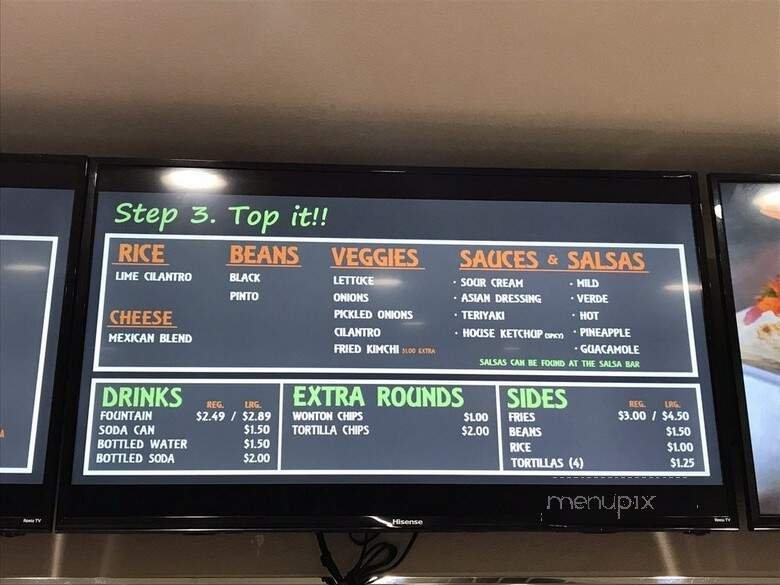 Step 3. Top it!!
RICE
LIME CILANTRO
CHEESE
MEXICAN BLEND
BEANS
BLACK
PINTO
VEGGIES
LETTUCE
ONIONS
PICKLED ONIONS
CILANTRO
FRIED KIMCHI $1.00 EXTRA
SAUCES & SALSAS
· SOUR CREAM
· ASIAN DRESSING
· TERIYAKI
· HOUSE KETCHUP (SPICY)
· MILD
· VERDE
· HOT
· PINEAPPLE
· GUACAMOLE
SALSAS CAN BE FOUND AT THE SALSA BAR
DRINKS REG. LRG.
FOUNTAIN $2.49 / $2.89
SODA CAN $1.50
BOTTLED WATER $1.50
BOTTLED SODA $2.00
EXTRA ROUNDS
WONTON CHIPS $1.00
TORTILLA CHIPS $2.00
SIDES REG. LRG.
FRIES $3.00 / $4.50
BEANS $1.50
RICE $1.00
TORTILLAS (4) $1.25
menupix
Roku TV
Hisense
Roku TV